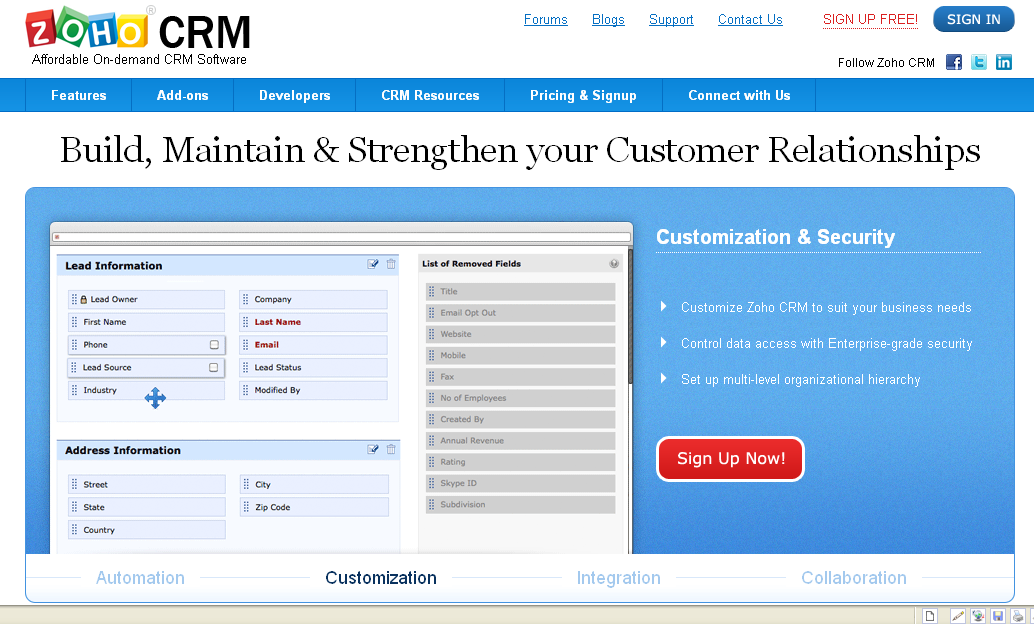 ZOHO® CRM
Affordable On-demand CRM Software
Forums Blogs Support Contact Us SIGN UP FREE! SIGN IN
Follow Zoho CRM
Features Add-ons Developers CRM Resources Pricing & Signup Connect with Us
Build, Maintain & Strengthen your Customer Relationships
Lead Information
Lead Owner Company
First Name Last Name
Phone Email
Lead Source Lead Status
Industry Modified By
Address Information
Street City
State Zip Code
Country
List of Removed Fields
Title
Email Opt Out
Website
Mobile
Fax
No of Employees
Created By
Annual Revenue
Rating
Skype ID
Subdivision
Customization & Security
Customize Zoho CRM to suit your business needs
Control data access with Enterprise-grade security
Set up multi-level organizational hierarchy
Sign Up Now!
Automation Customization Integration Collaboration